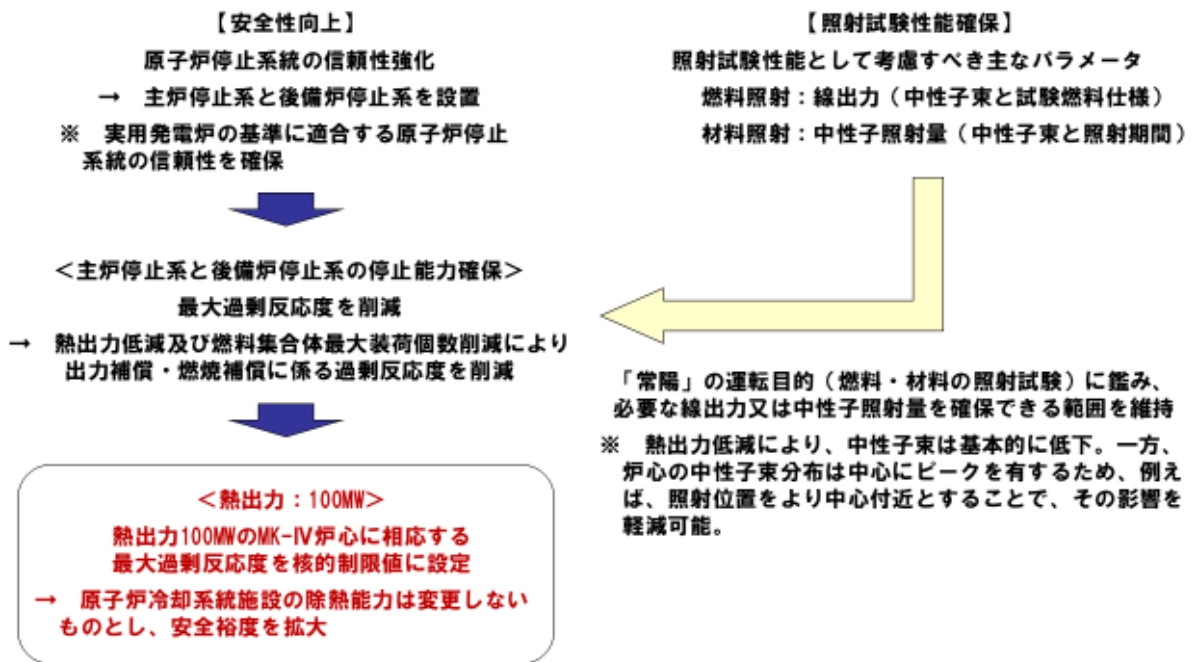 【安全性向上】
原子炉停止系統の信頼性強化
→ 主炉停止系と後備炉停止系を設置
※ 実用発電炉の基準に適合する原子炉停止
系統の信頼性を確保
＜主炉停止系と後備炉停止系の停止能力確保＞
最大過剰反応度を削減
→ 熱出力低減及び燃料集合体最大装荷個数削減により
出力補償・燃焼補償に係る過剰反応度を削減
＜熱出力：100MW＞
熱出力100MWのMK-Ⅳ炉心に相応する
最大過剰反応度を核的制限値に設定
→ 原子炉冷却系統施設の除熱能力は変更しない
ものとし、安全裕度を拡大
【照射試験性能確保】
照射試験性能として考慮すべき主なパラメータ
燃料照射：線出力（中性子束と試験燃料仕様）
材料照射：中性子照射量（中性子束と照射期間）
「常陽」の運転目的（燃料・材料の照射試験）に鑑み、
必要な線出力又は中性子照射量を確保できる範囲を維持
※ 熱出力低減により、中性子束は基本的に低下。一方、
炉心の中性子束分布は中心にピークを有するため、例え
ば、照射位置をより中心付近とすることで、その影響を
軽減可能。